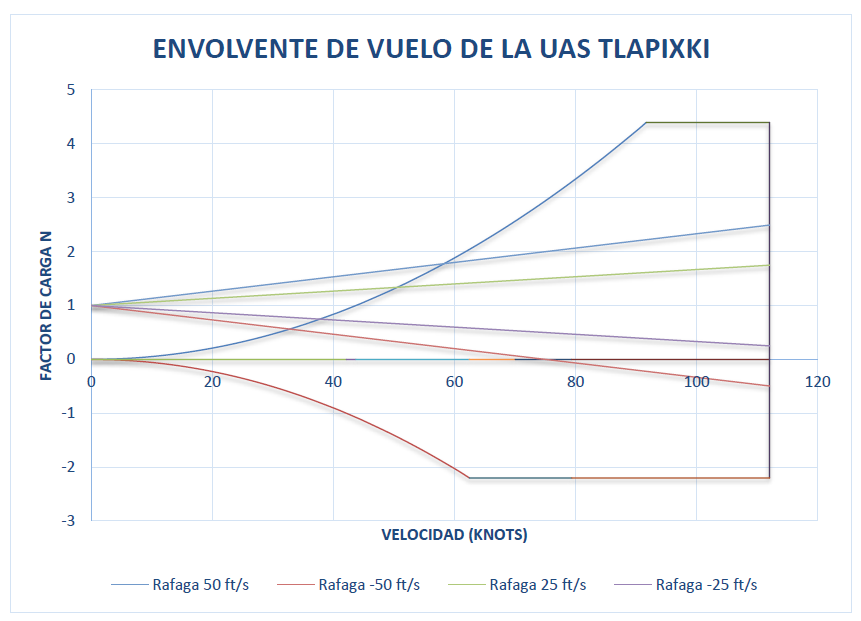 ENVOLVENTE DE VUELO DE LA UAS TLAPIXKI
5
4
3
2
1
0
-1
-2
-3
FACTOR DE CARGA N
0 20 40 60 80 100 120
VELOCIDAD (KNOTS)
Rafaga 50 ft/s Rafaga -50 ft/s Rafaga 25 ft/s Rafaga -25 ft/s